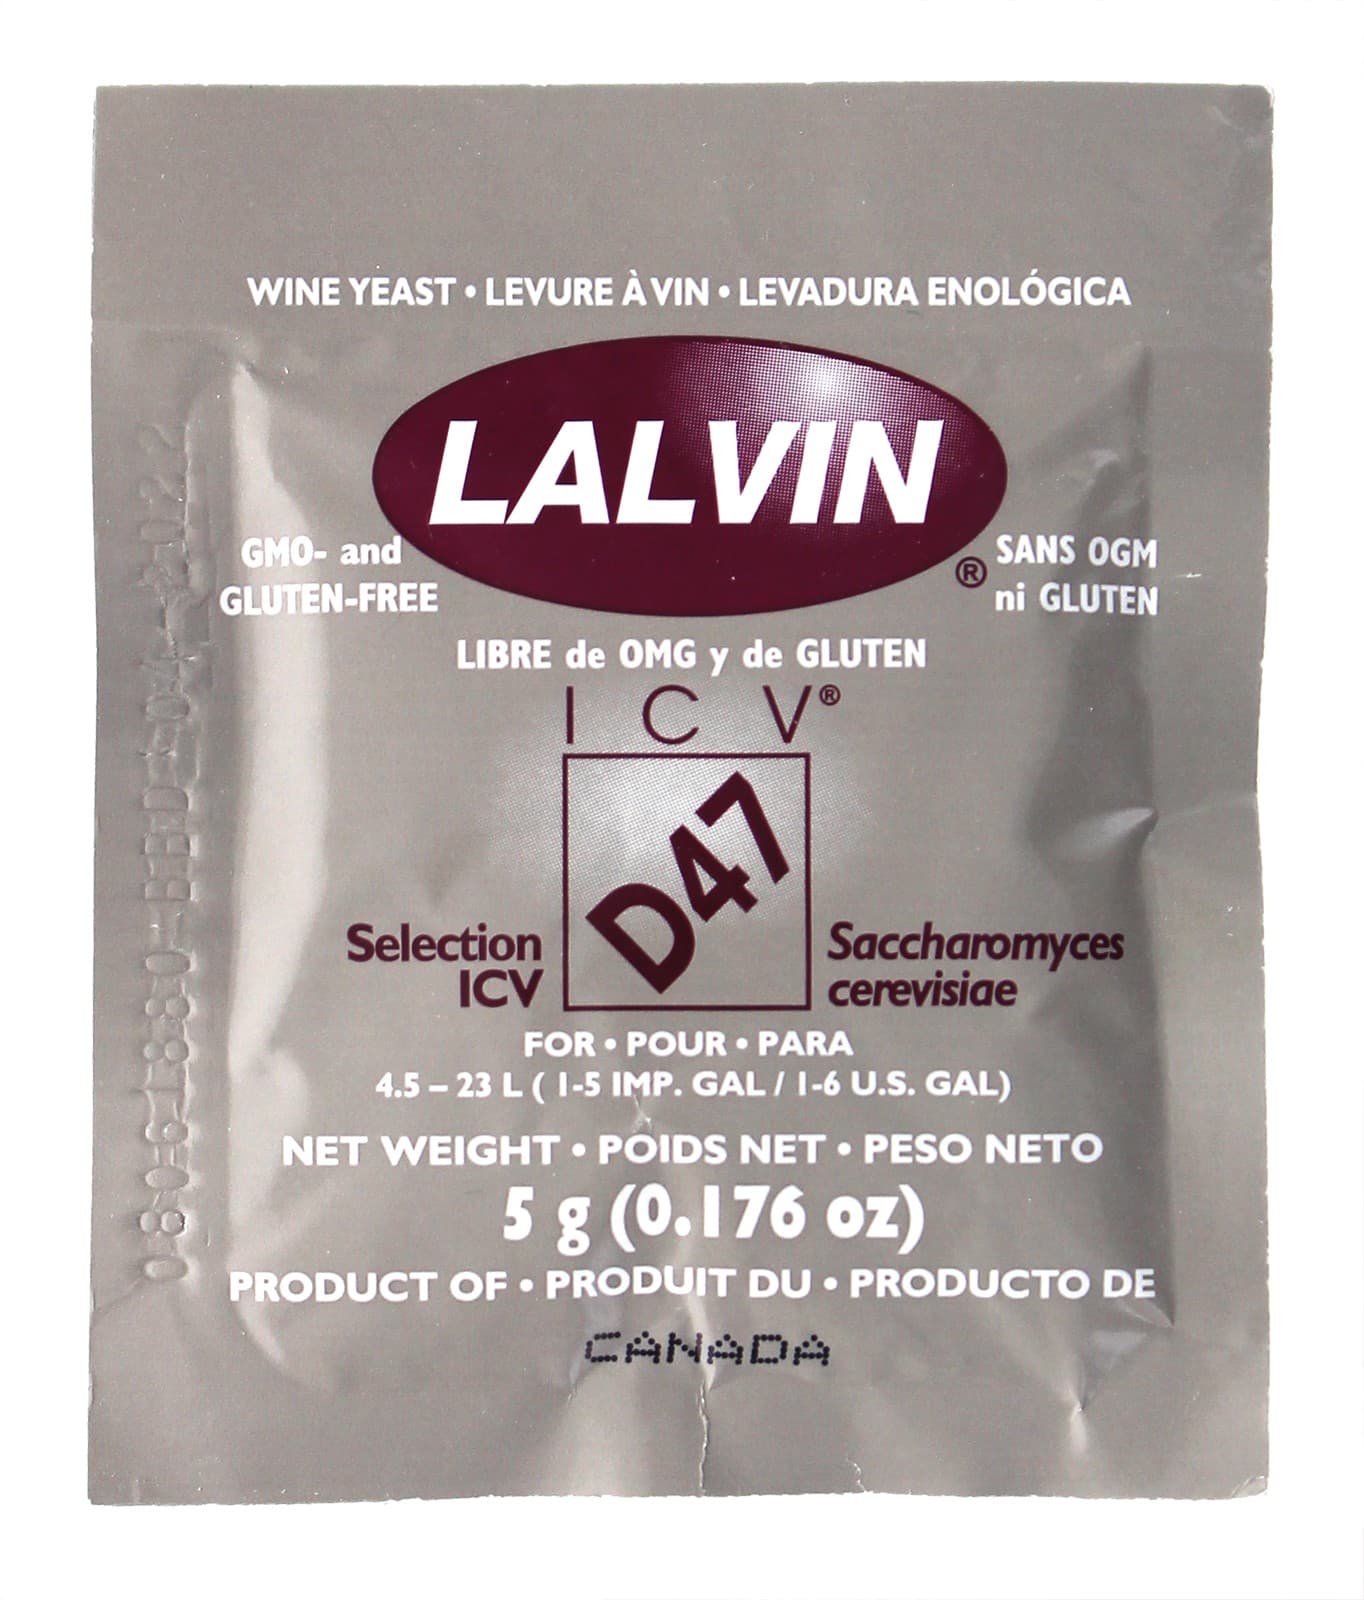 WINE YEAST • LEVURE À VIN • LEVADURA ENOLÓGICA
LALVIN®
GMO- and
GLUTEN-FREE
SANS OGM
ni GLUTEN
LIBRE de OMG y de GLUTEN
ICV®
D47
Selection
ICV
Saccharomyces
cerevisiae
FOR • POUR • PARA
4.5 – 23 L ( 1-5 IMP. GAL / 1-6 U.S. GAL)
NET WEIGHT • POIDS NET • PESO NETO
5 g (0.176 oz)
PRODUCT OF • PRODUIT DU • PRODUCTO DE
CANADA